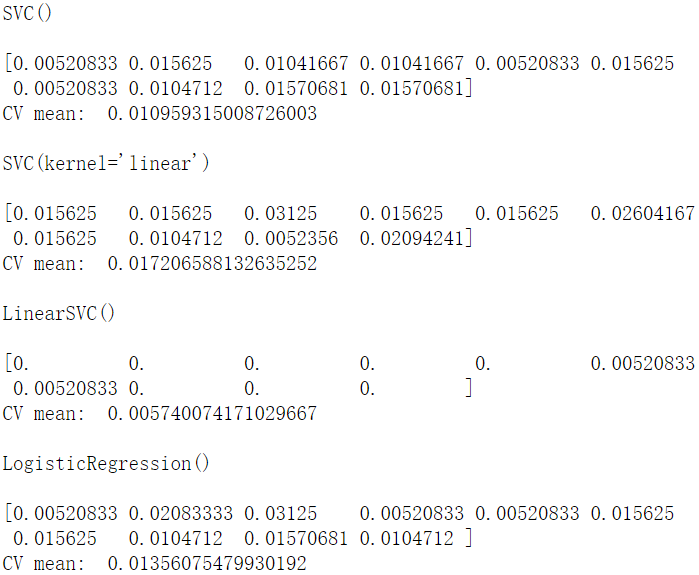 SVC()
[0.00520833 0.015625 0.01041667 0.01041667 0.00520833 0.015625
0.00520833 0.0104712 0.01570681 0.01570681]
CV mean: 0.010959315008726003
SVC(kernel='linear')
[0.015625 0.015625 0.03125 0.015625 0.015625 0.02604167
0.015625 0.0104712 0.0052356 0.02094241]
CV mean: 0.017206588132635252
LinearSVC()
[0. 0. 0. 0. 0. 0.00520833
0.00520833 0. 0. 0. ]
CV mean: 0.005740074171029667
LogisticRegression()
[0.00520833 0.02083333 0.03125 0.00520833 0.00520833 0.015625
0.015625 0.0104712 0.01570681 0.0104712 ]
CV mean: 0.01356075479930192